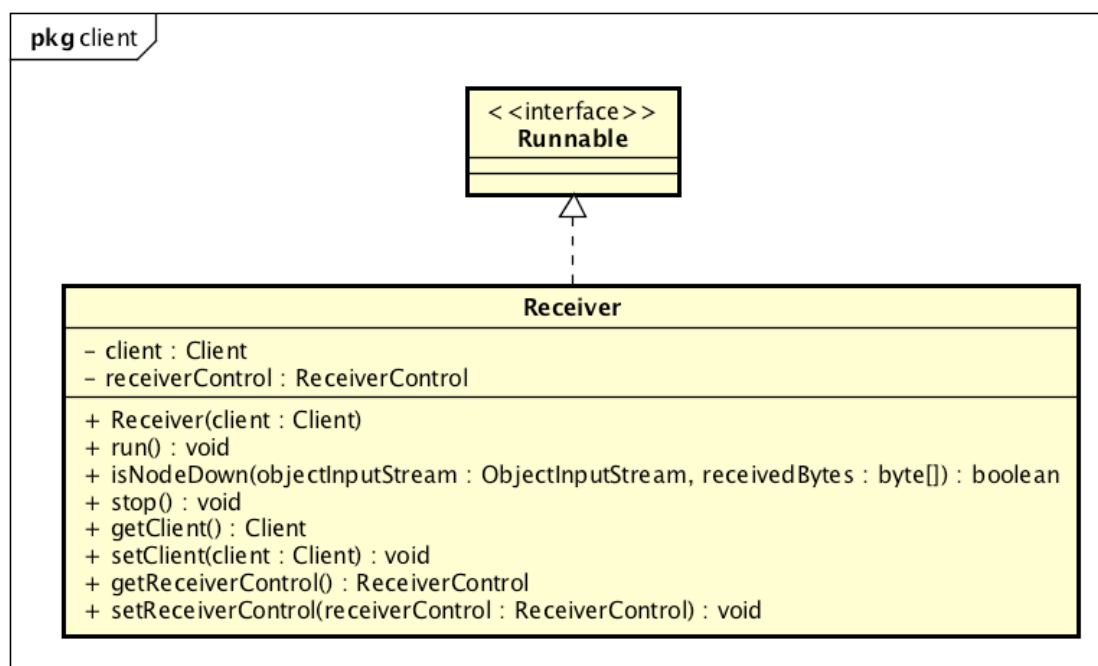 pkg client
<<interface>>
Runnable
Receiver
- client : Client
- receiverControl : ReceiverControl
+ Receiver(client : Client)
+ run() : void
+ isNodeDown(objectInputStream : ObjectInputStream, receivedBytes : byte[]) : boolean
+ stop() : void
+ getClient() : Client
+ setClient(client : Client) : void
+ getReceiverControl() : ReceiverControl
+ setReceiverControl(receiverControl : ReceiverControl) : void